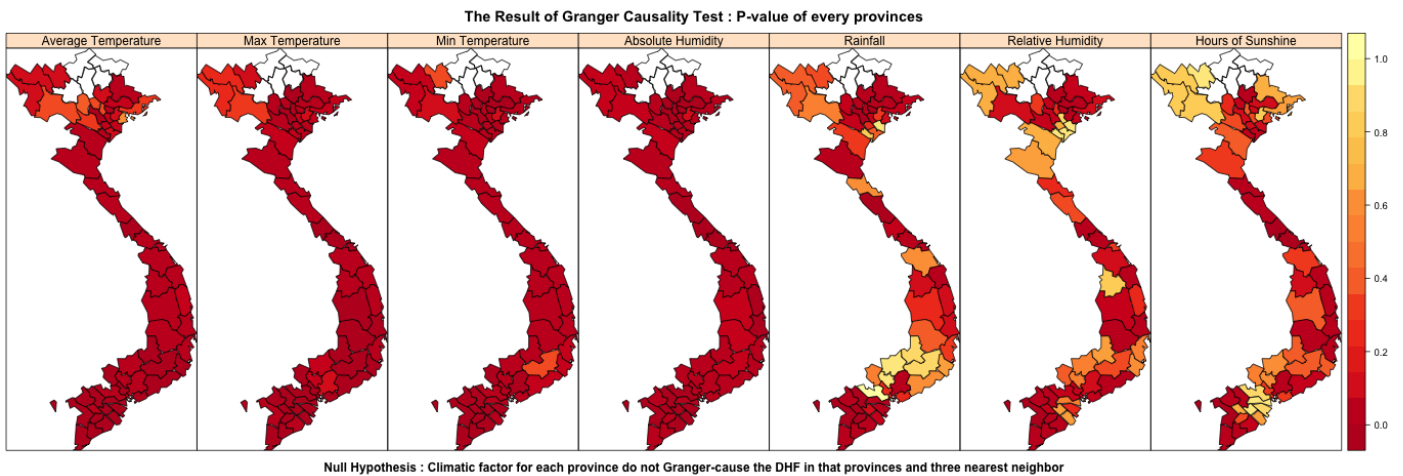 The Result of Granger Causality Test : P-value of every provinces
Average Temperature
Max Temperature
Min Temperature
Absolute Humidity
Rainfall
Relative Humidity
Hours of Sunshine
1.0
0.8
0.6
0.4
0.2
0.0
Null Hypothesis : Climatic factor for each province do not Granger-cause the DHF in that provinces and three nearest neighbor